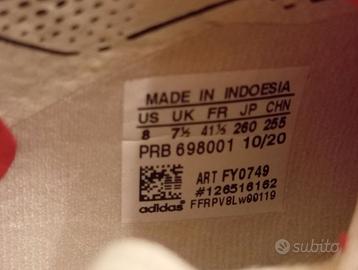 MADE IN INDOESIA
US UK FR JP CHN
8 7½ 41⅓ 260 255
PRB 698001 10/20
ART FY0749
#126516162
adidas FFRPV8Lw00119
subito